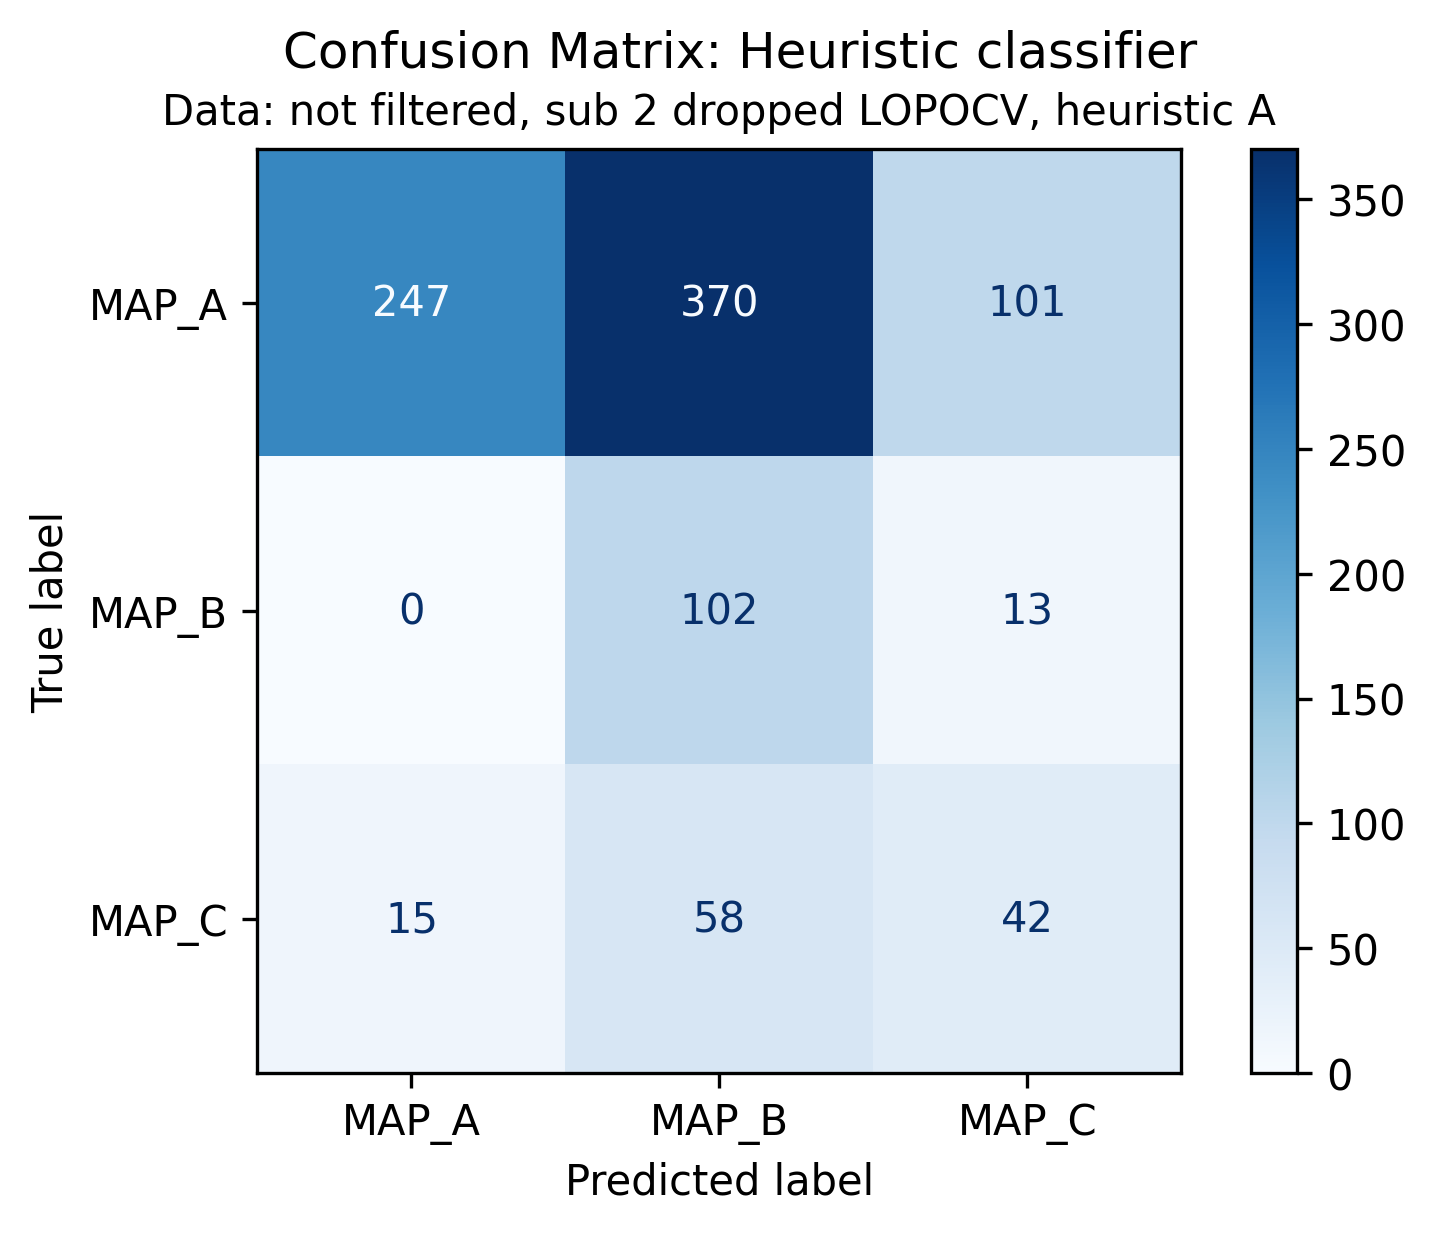 Confusion Matrix: Heuristic classifier
Data: not filtered, sub 2 dropped LOPOCV, heuristic A
True label
MAP_A 247 370 101
MAP_B 0 102 13
MAP_C 15 58 42
MAP_A MAP_B MAP_C
Predicted label
350
300
250
200
150
100
50
0